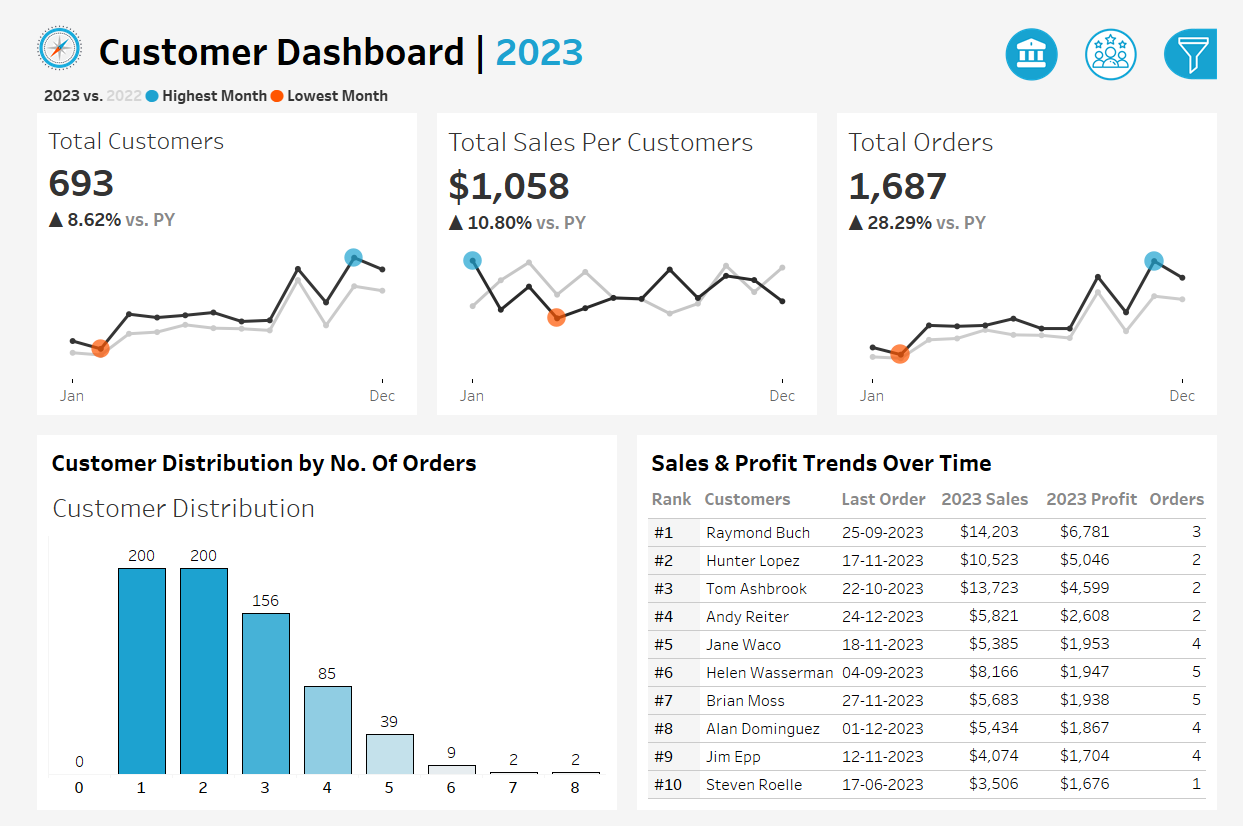 Customer Dashboard | 2023
2023 vs. 2022 Highest Month Lowest Month
Total Customers
693
▲ 8.62% vs. PY
Jan Dec
Total Sales Per Customers
$1,058
▲ 10.80% vs. PY
Jan Dec
Total Orders
1,687
▲ 28.29% vs. PY
Jan Dec
Customer Distribution by No. Of Orders
Customer Distribution
0 200 200 156 85 39 9 2 2
0 1 2 3 4 5 6 7 8
Sales & Profit Trends Over Time
Rank Customers Last Order 2023 Sales 2023 Profit Orders
#1 Raymond Buch 25-09-2023 $14,203 $6,781 3
#2 Hunter Lopez 17-11-2023 $10,523 $5,046 2
#3 Tom Ashbrook 22-10-2023 $13,723 $4,599 2
#4 Andy Reiter 24-12-2023 $5,821 $2,608 2
#5 Jane Waco 18-11-2023 $5,385 $1,953 4
#6 Helen Wasserman 04-09-2023 $8,166 $1,947 5
#7 Brian Moss 27-11-2023 $5,683 $1,938 5
#8 Alan Dominguez 01-12-2023 $5,434 $1,867 4
#9 Jim Epp 12-11-2023 $4,074 $1,704 4
#10 Steven Roelle 17-06-2023 $3,506 $1,676 1